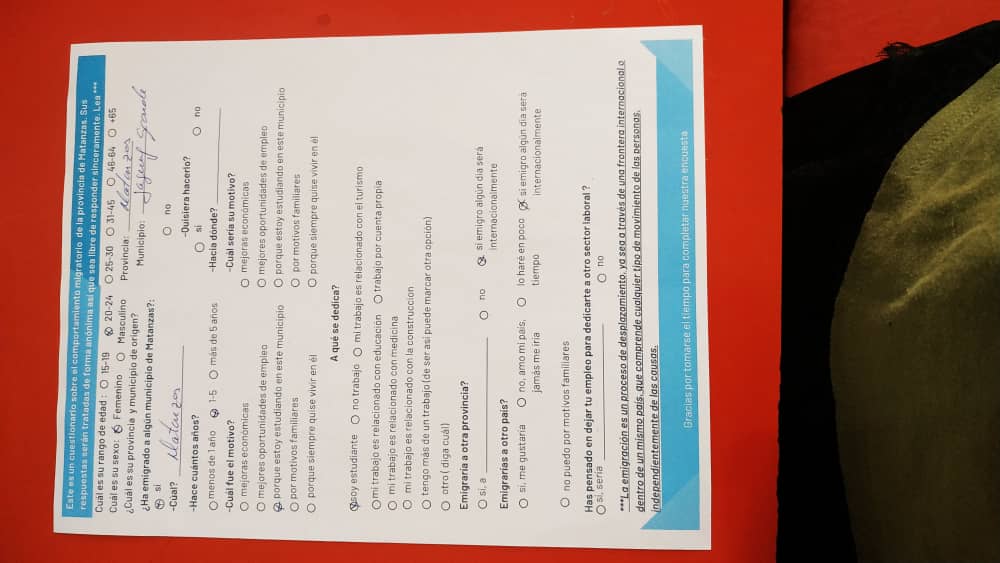 Este es un cuestionario sobre el comportamiento migratorio de la provincia de Matanzas. Sus
respuestas serán tratadas de forma anónima así que sea libre de responder sinceramente. Lea ***
Cuál es su rango de edad: 15-19 20-24 25-30 31-45 46-64 +65
Cuál es su sexo: Femenino Masculino Provincia: Matanzas
¿Cuál es su provincia y municipio de origen? Municipio: Jagüey Grande
¿Ha emigrado a algún municipio de Matanzas?:
si no
-Cuál? Matanzas -Quisiera hacerlo?
si no
-Hace cuántos años? -Hacia dónde?
menos de 1 año 1-5 más de 5 años
-Cuál fue el motivo? -Cuál sería su motivo?
mejoras económicas mejoras económicas
mejores oportunidades de empleo mejores oportunidades de empleo
porque estoy estudiando en este municipio porque estoy estudiando en este municipio
por motivos familiares por motivos familiares
porque siempre quise vivir en él porque siempre quise vivir en él
A qué se dedica?
soy estudiante no trabajo mi trabajo es relacionado con el turismo
mi trabajo es relacionado con educación trabajo por cuenta propia
mi trabajo es relacionado con medicina
mi trabajo es relacionado con la construcción
tengo más de un trabajo (de ser así puede marcar otra opción)
otro ( diga cuál)
Emigraría a otra provincia?
si, a no si emigro algún día será
internacionalmente
Emigrarías a otro país?
si, me gustaría no, amo mi país, lo haré en poco si emigro algún día será
jamás me iría tiempo internacionalmente
no puedo por motivos familiares
Has pensado en dejar tu empleo para dedicarte a otro sector laboral ?
si, sería no
***La emigración es un proceso de desplazamiento, ya sea a través de una frontera internacional o
dentro de un mismo país, que comprende cualquier tipo de movimiento de las personas,
independientemente de las causas.
Gracias por tomarse el tiempo para completar nuestra encuesta